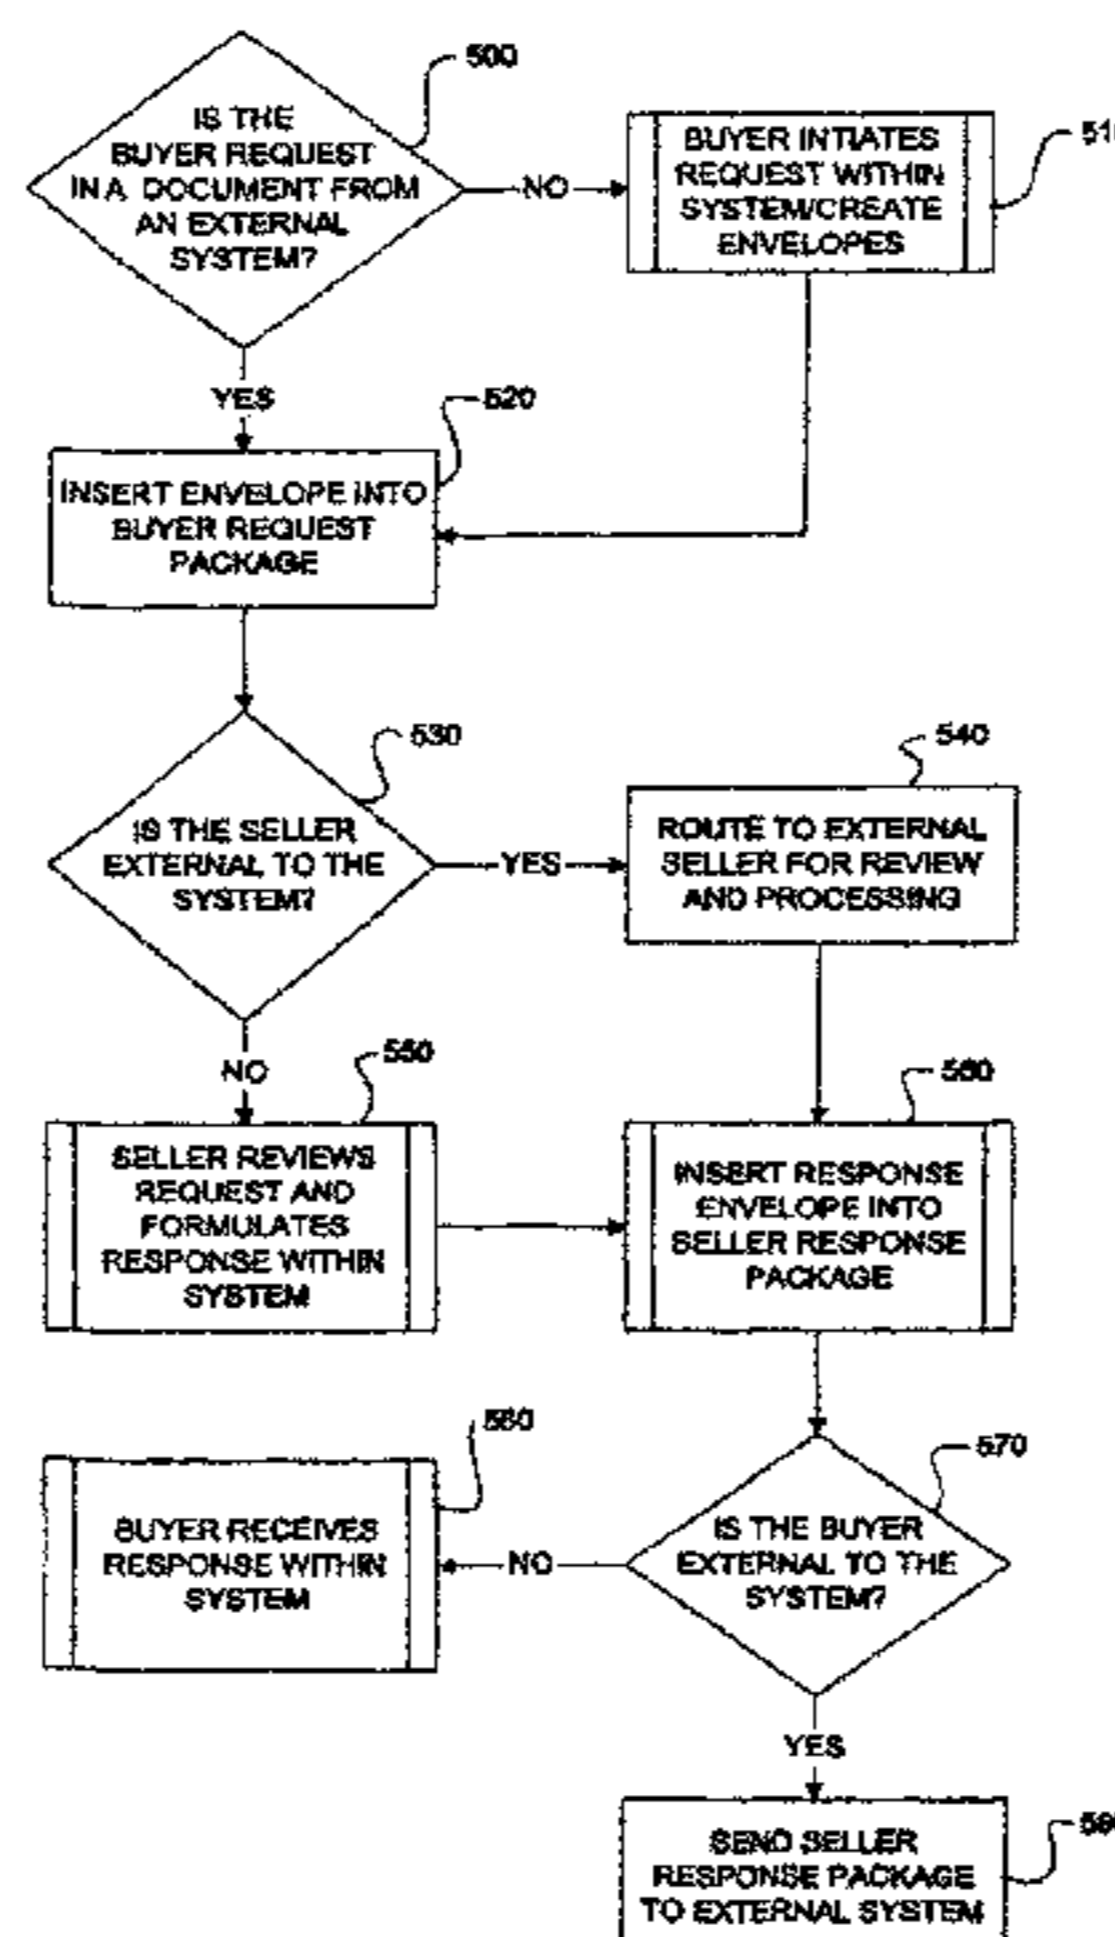 500
IS THE
BUYER REQUEST
IN A DOCUMENT FROM
AN EXTERNAL
SYSTEM?
NO
BUYER INTIATES
REQUEST WITHIN
SYSTEM/CREATE
ENVELOPES
YES
520
INSERT ENVELOPE INTO
BUYER REQUEST
PACKAGE
530
IS THE SELLER
EXTERNAL TO THE
SYSTEM?
YES
540
ROUTE TO EXTERNAL
SELLER FOR REVIEW
AND PROCESSING
NO
550
SELLER REVIEWS
REQUEST AND
FORMULATES
RESPONSE WITHIN
SYSTEM
560
INSERT RESPONSE
ENVELOPE INTO
SELLER RESPONSE
PACKAGE
570
IS THE BUYER
EXTERNAL TO THE
SYSTEM?
NO
BUYER RECEIVES
RESPONSE WITHIN
SYSTEM
YES
SEND SELLER
RESPONSE PACKAGE
TO EXTERNAL SYSTEM